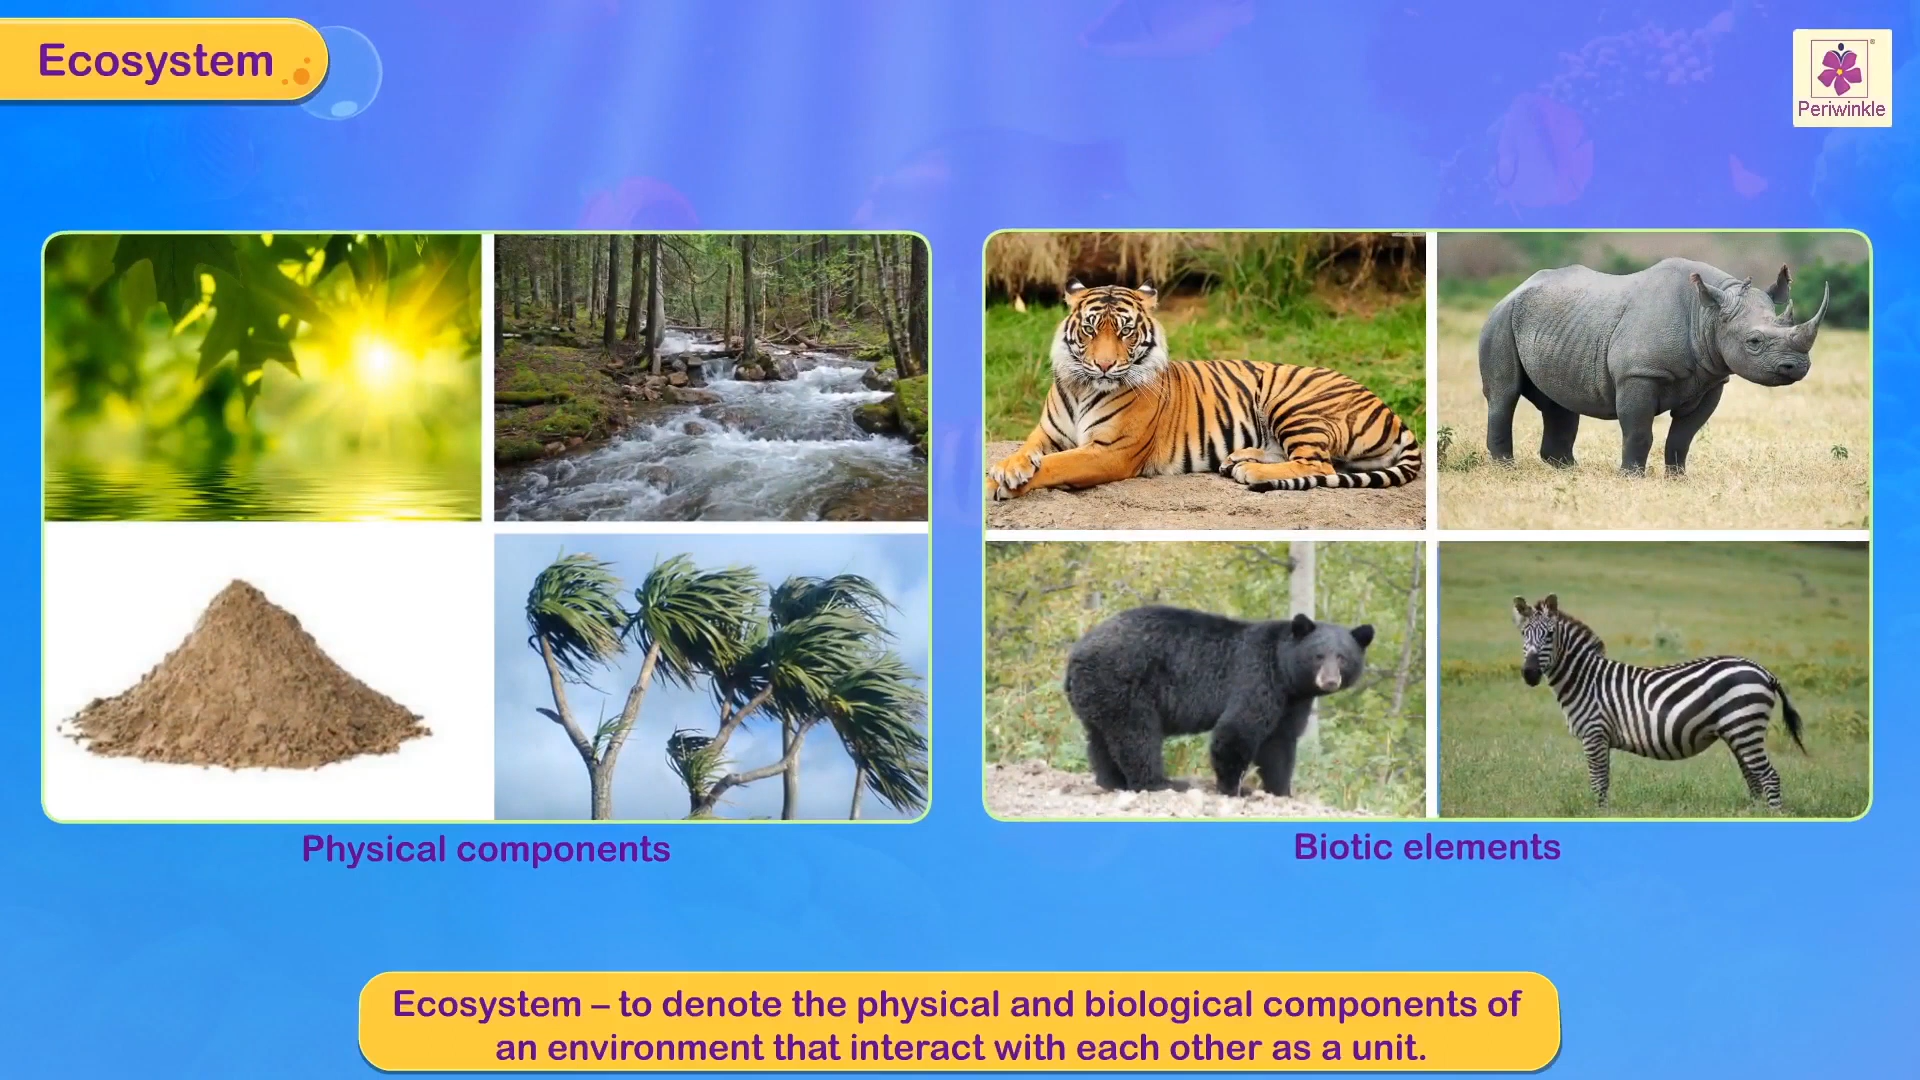 Ecosystem
Periwinkle
Physical components
Biotic elements
Ecosystem – to denote the physical and biological components of
an environment that interact with each other as a unit.